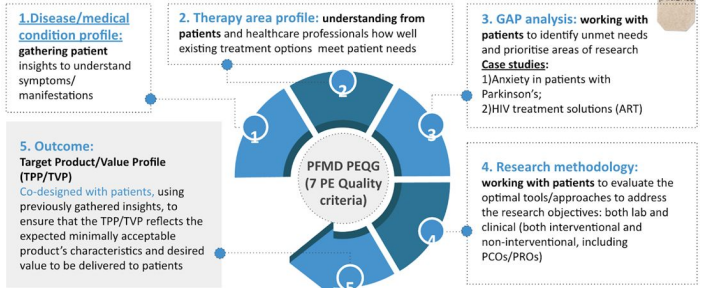 1.Disease/medical
condition profile:
gathering patient
insights to understand
symptoms/
manifestations
2. Therapy area profile: understanding from
patients and healthcare professionals how well
existing treatment options meet patient needs
3. GAP analysis: working with
patients to identify unmet needs
and prioritise areas of research
Case studies:
1)Anxiety in patients with
Parkinson's;
2)HIV treatment solutions (ART)
4. Research methodology:
working with patients to evaluate the
optimal tools/approaches to address
the research objectives: both lab and
clinical (both interventional and
non-interventional, including
PCOs/PROs)
5. Outcome:
Target Product/Value Profile
(TPP/TVP)
Co-designed with patients, using
previously gathered insights, to
ensure that the TPP/TVP reflects the
expected minimally acceptable
product's characteristics and desired
value to be delivered to patients
1
2
3
4
5
PFMD PEQG
(7 PE Quality
criteria)